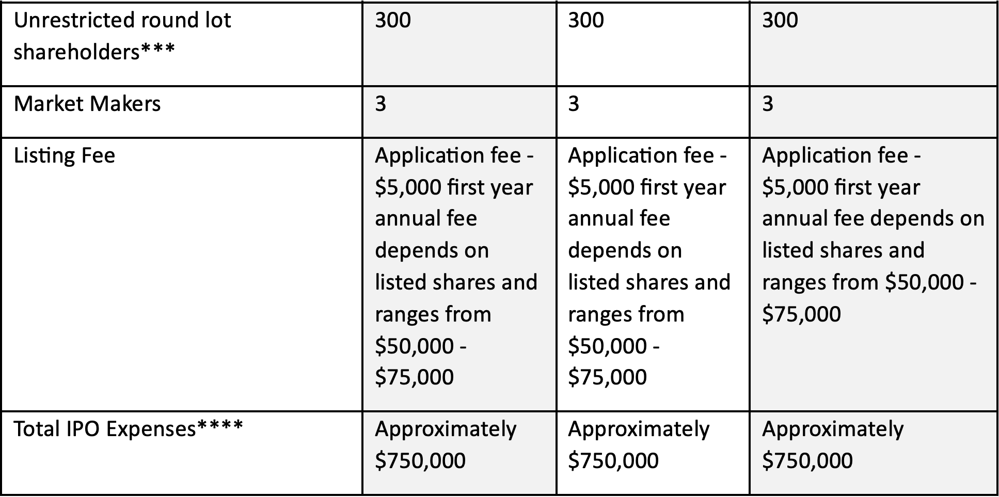 Unrestricted round lot
shareholders***
300
300
300
Market Makers
3
3
3
Listing Fee
Application fee -
$5,000 first year
annual fee
depends on
listed shares and
ranges from
$50,000 -
$75,000
Application fee -
$5,000 first year
annual fee
depends on
listed shares and
ranges from
$50,000 -
$75,000
Application fee -
$5,000 first year
annual fee depends on
listed shares and
ranges from $50,000 -
$75,000
Total IPO Expenses****
Approximately
$750,000
Approximately
$750,000
Approximately
$750,000